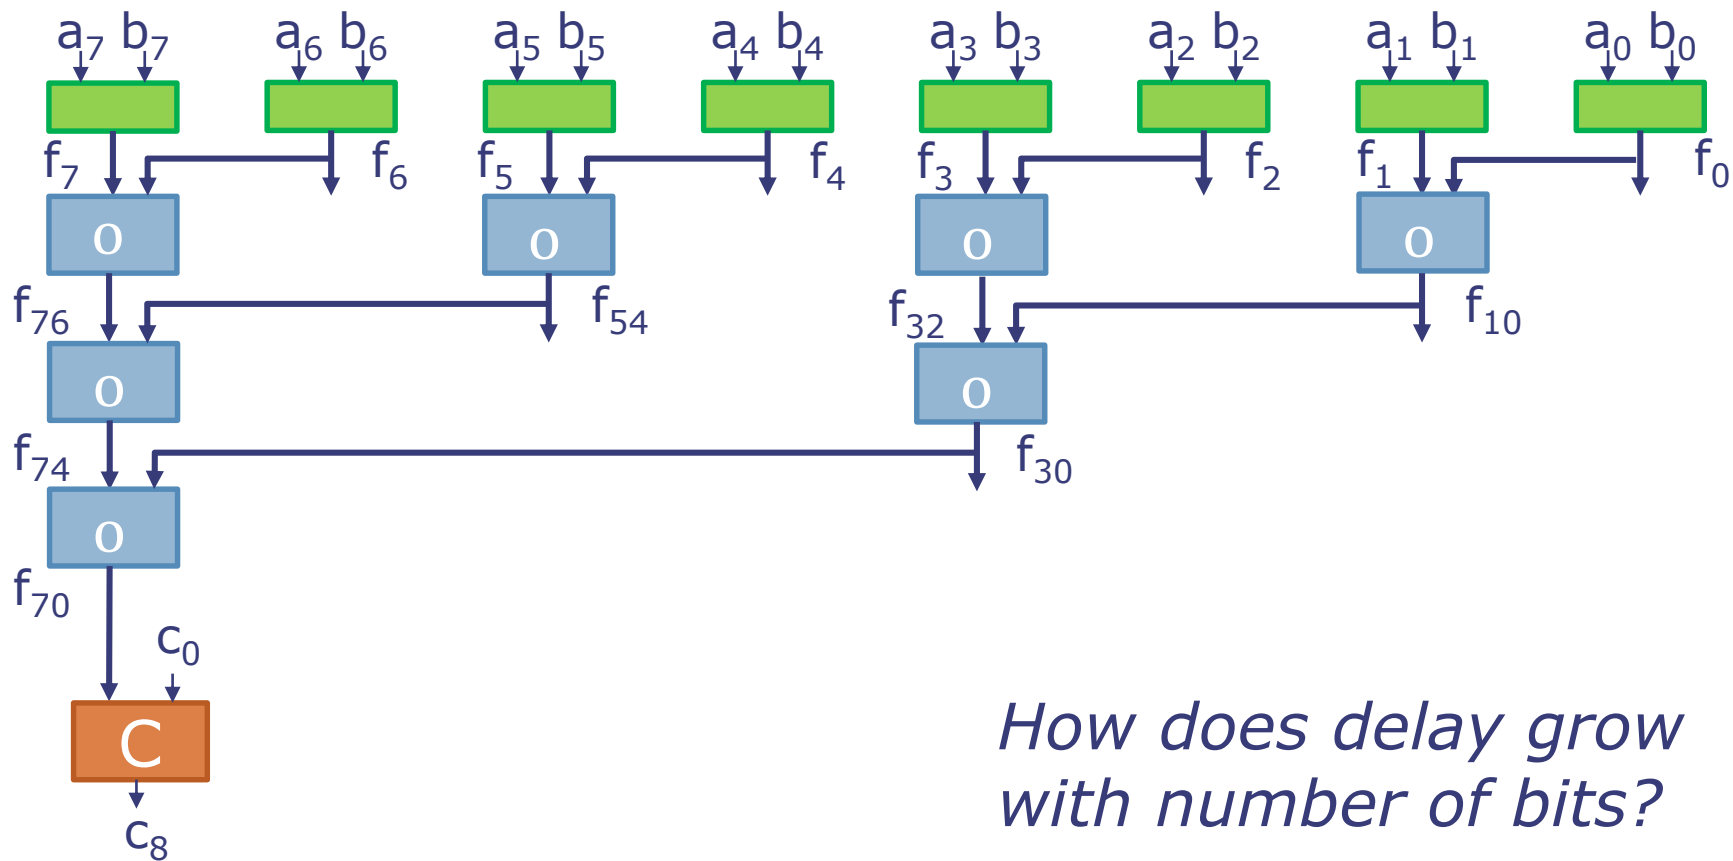 a₇ b₇ a₆ b₆ a₅ b₅ a₄ b₄ a₃ b₃ a₂ b₂ a₁ b₁ a₀ b₀
f₇ f₆ f₅ f₄ f₃ f₂ f₁ f₀
o o o o
f₇₆ f₅₄ f₃₂ f₁₀
o o
f₇₄ f₃₀
o
f₇₀
c₀
C
c₈
How does delay grow
with number of bits?